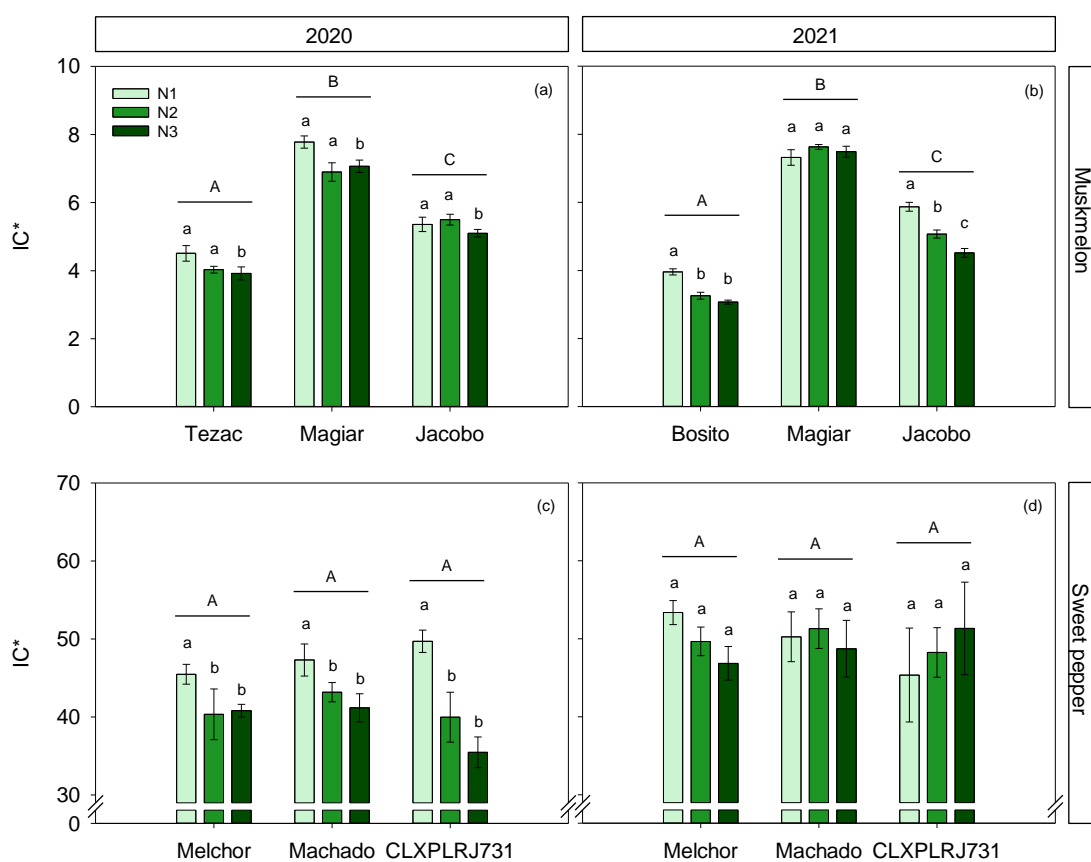 2020 2021
10
8
6
4
2
0
IC*
N1
N2
N3
(a)
A
a a b
B
a a b
C
a a b
Tezac Magiar Jacobo
(b)
A
a b b
B
a a a
C
a b c
Bosito Magiar Jacobo
Muskmelon
70
60
50
40
30
0
IC*
(c)
A
a b b
A
a b b
A
a b b
Melchor Machado CLXPLRJ731
(d)
A
a a a
A
a a a
A
a a a
Melchor Machado CLXPLRJ731
Sweet pepper